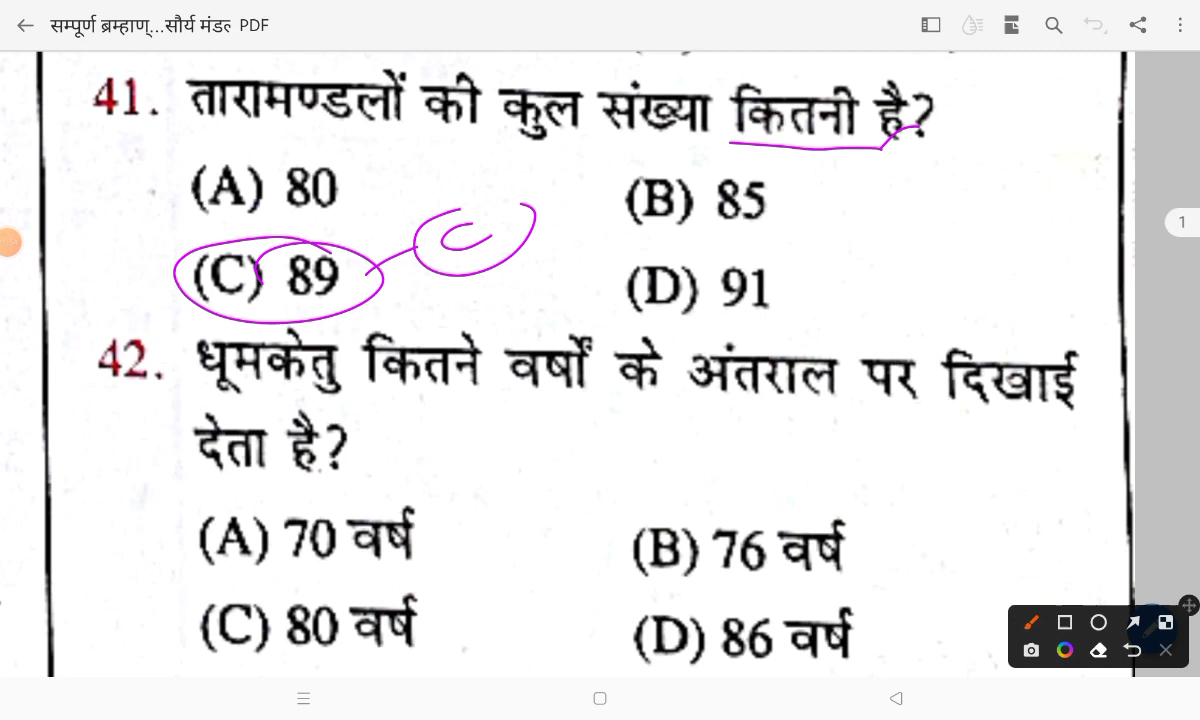 सम्पूर्ण ब्रम्हाण्...सौर्य मंडल PDF
41. तारामण्डलों की कुल संख्या कितनी है?
(A) 80 (B) 85
(C) 89 (D) 91
C
1
42. धूमकेतु कितने वर्षों के अंतराल पर दिखाई
देता है?
(A) 70 वर्ष (B) 76 वर्ष
(C) 80 वर्ष (D) 86 वर्ष